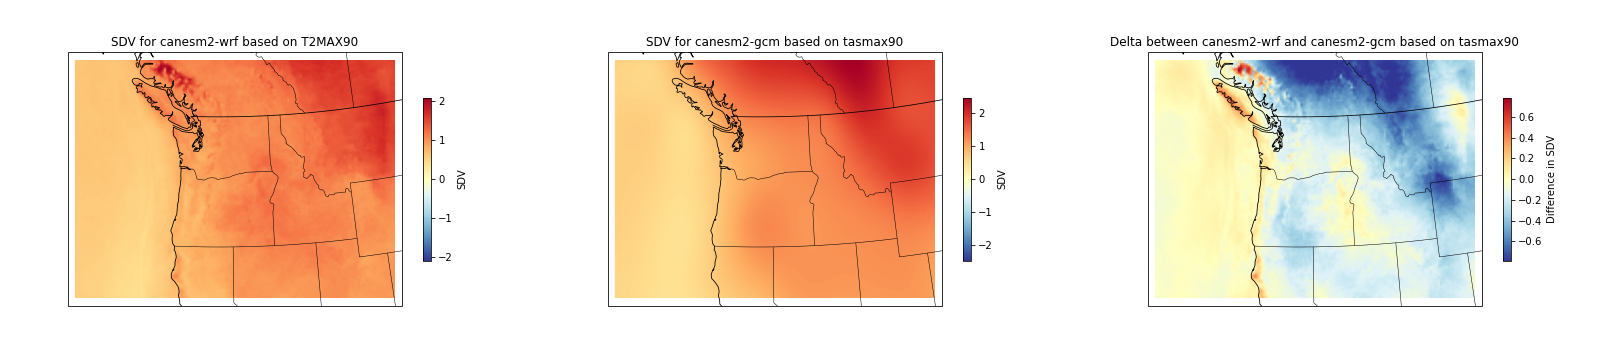 SDV for canesm2-wrf based on T2MAX90
2
1
0
−1
−2
SDV
SDV for canesm2-gcm based on tasmax90
2
1
0
−1
−2
SDV
Delta between canesm2-wrf and canesm2-gcm based on tasmax90
0.6
0.4
0.2
0.0
−0.2
−0.4
−0.6
Difference in SDV